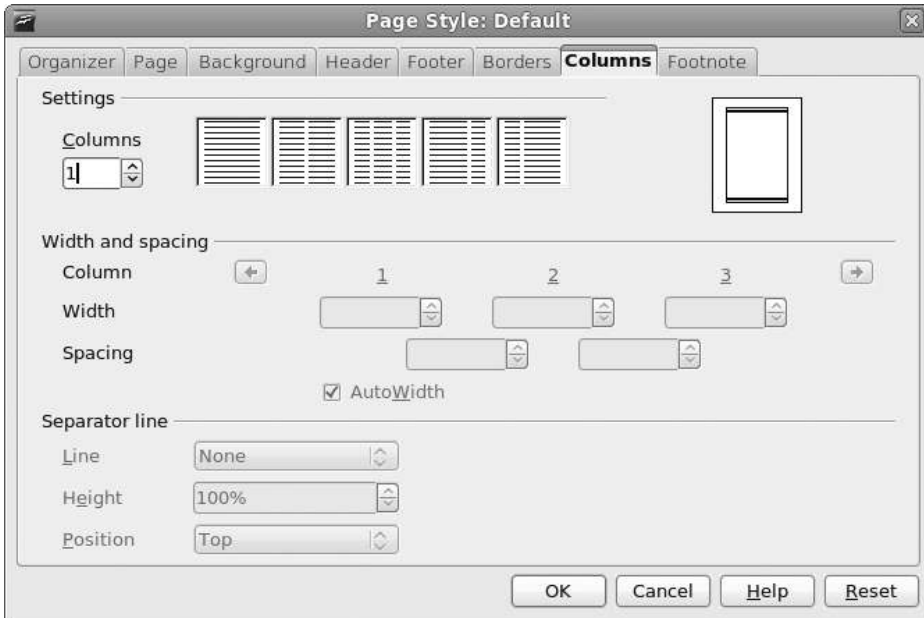 Page Style: Default
Organizer Page Background Header Footer Borders Columns Footnote
Settings
Columns
1
Width and spacing
Column 1 2 3
Width
Spacing
AutoWidth
Separator line
Line None
Height 100%
Position Top
OK Cancel Help Reset